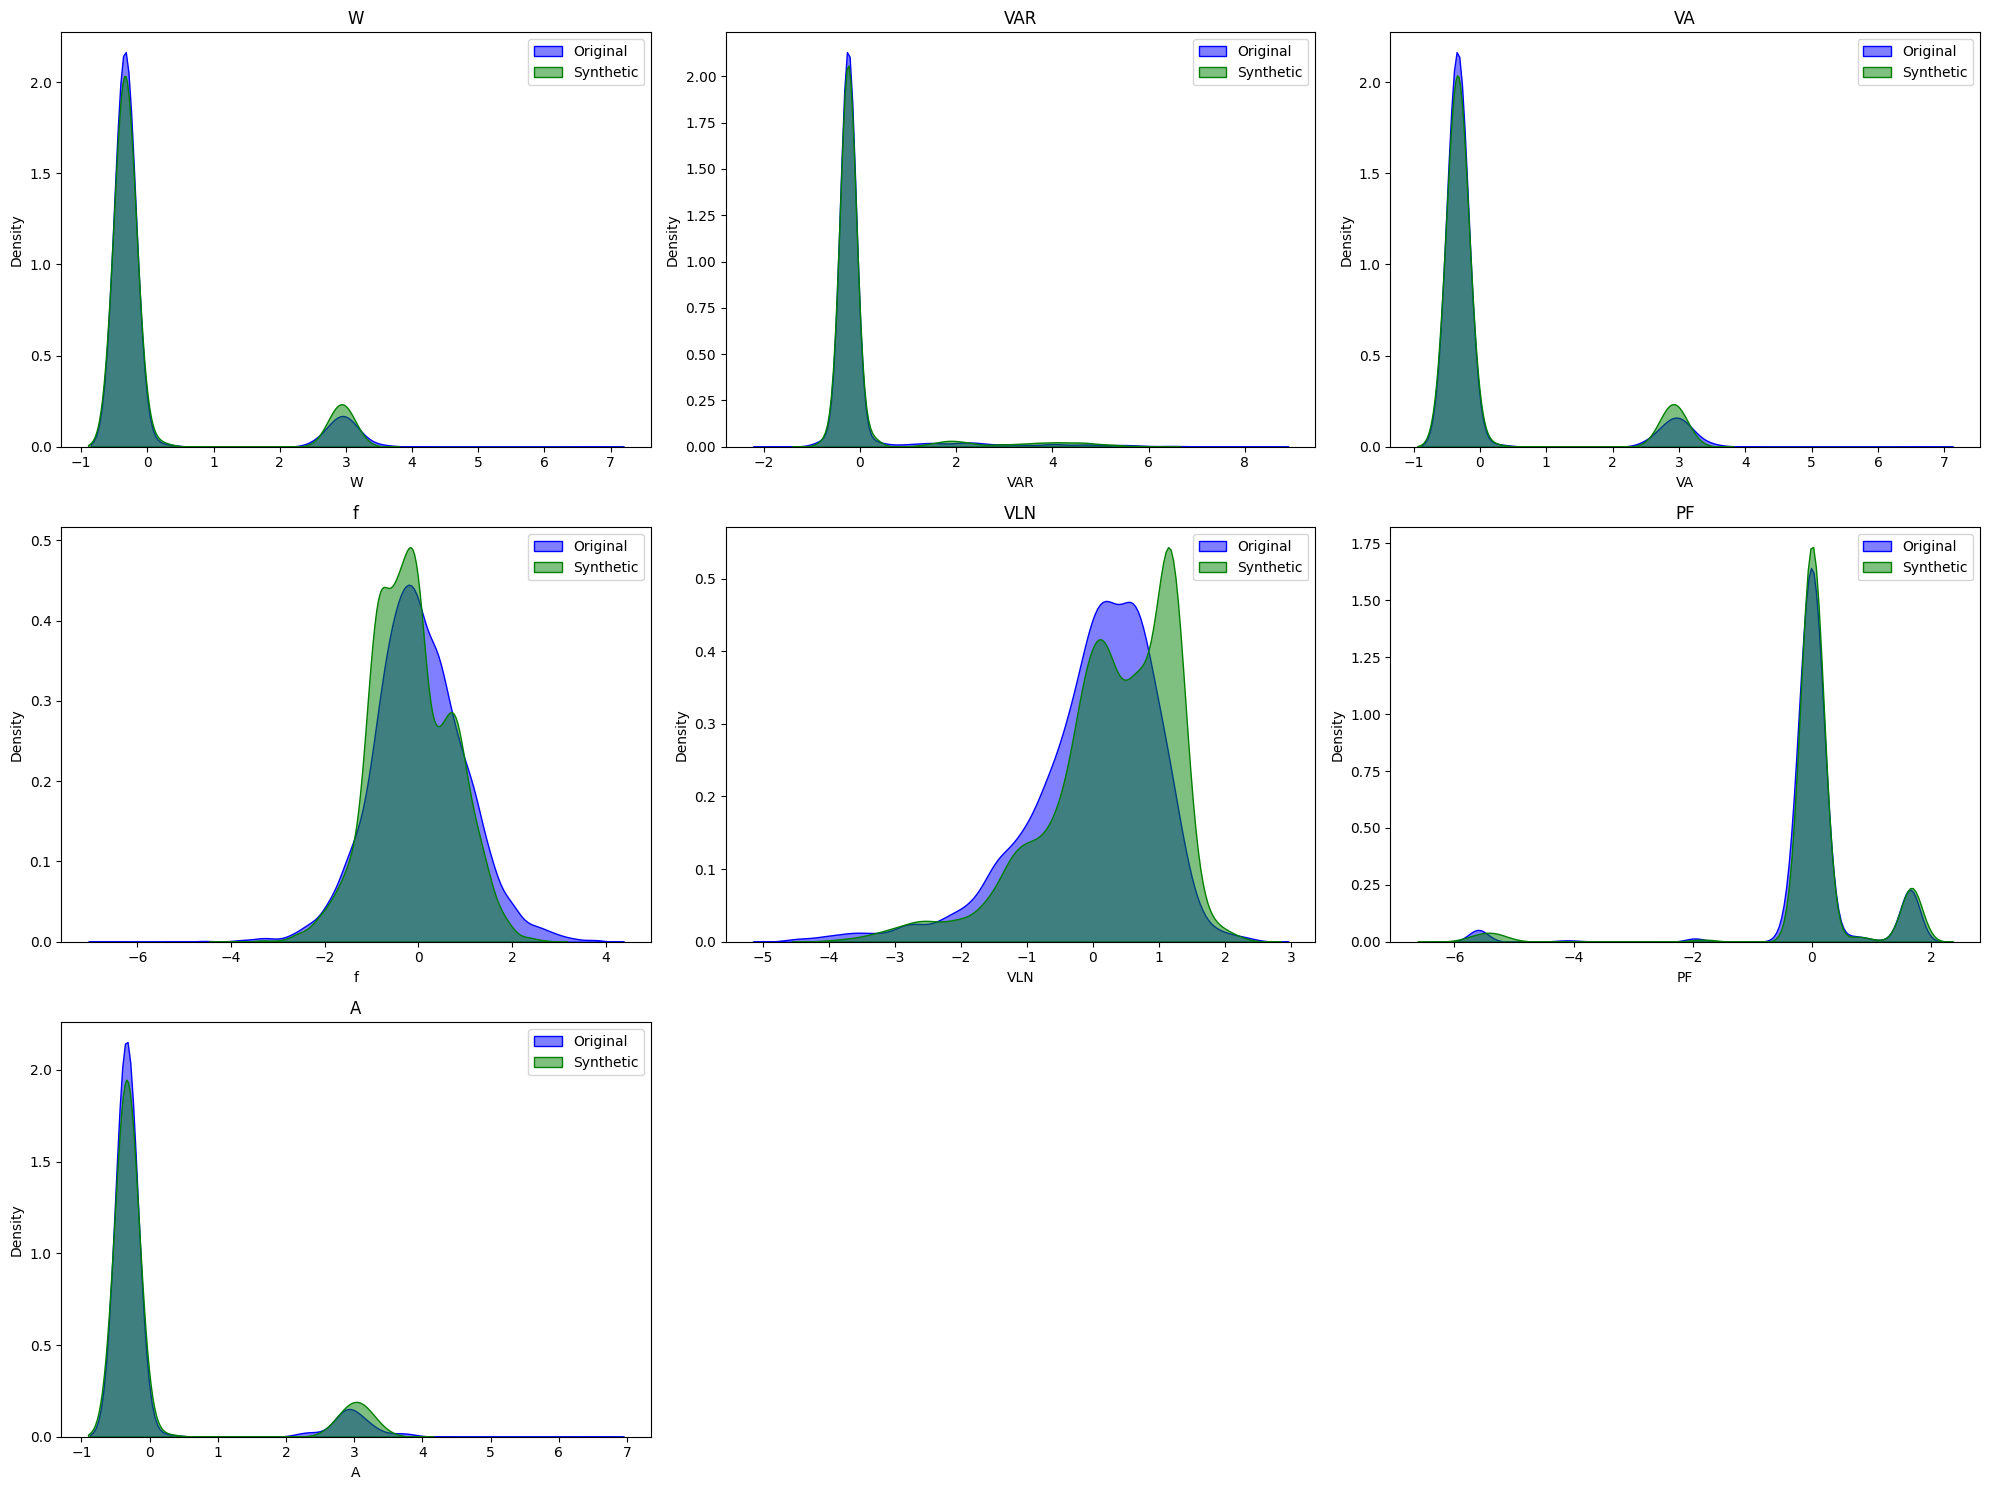 W
Original
Synthetic
Density
2.0
1.5
1.0
0.5
0.0
−1 0 1 2 3 4 5 6 7
W
VAR
Original
Synthetic
Density
2.00
1.75
1.50
1.25
1.00
0.75
0.50
0.25
0.00
−2 0 2 4 6 8
VAR
VA
Original
Synthetic
Density
2.0
1.5
1.0
0.5
0.0
−1 0 1 2 3 4 5 6 7
VA
f
Original
Synthetic
Density
0.5
0.4
0.3
0.2
0.1
0.0
−6 −4 −2 0 2 4
f
VLN
Original
Synthetic
Density
0.5
0.4
0.3
0.2
0.1
0.0
−5 −4 −3 −2 −1 0 1 2 3
VLN
PF
Original
Synthetic
Density
1.75
1.50
1.25
1.00
0.75
0.50
0.25
0.00
−6 −4 −2 0 2
PF
A
Original
Synthetic
Density
2.0
1.5
1.0
0.5
0.0
−1 0 1 2 3 4 5 6 7
A